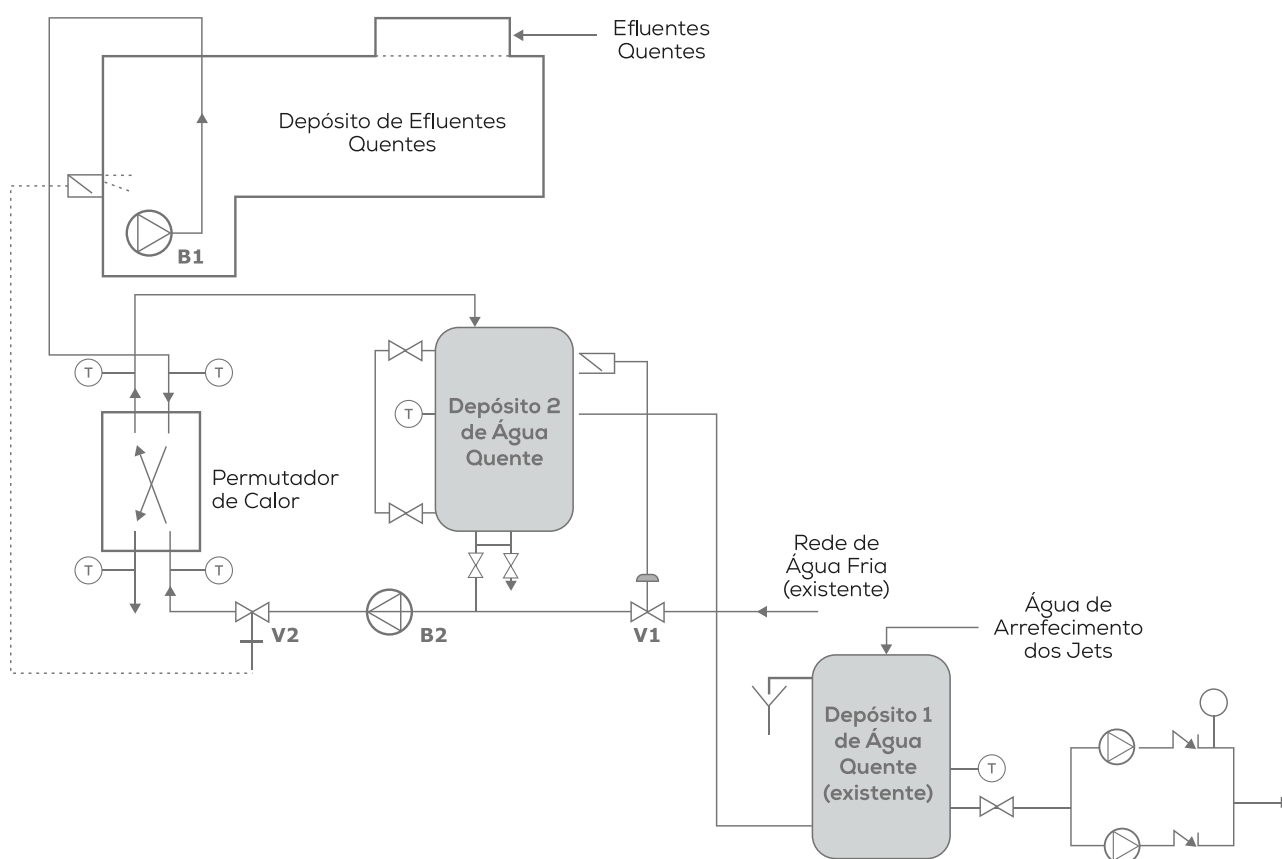 Efluentes
Quentes
Depósito de Efluentes
Quentes
B1
T
T
Depósito 2
de Água
Quente
T
Permutador
de Calor
T
T
V2
B2
V1
Rede de
Água Fria
(existente)
Água de
Arrefecimento
dos Jets
Depósito 1
de Água
Quente
(existente)
T